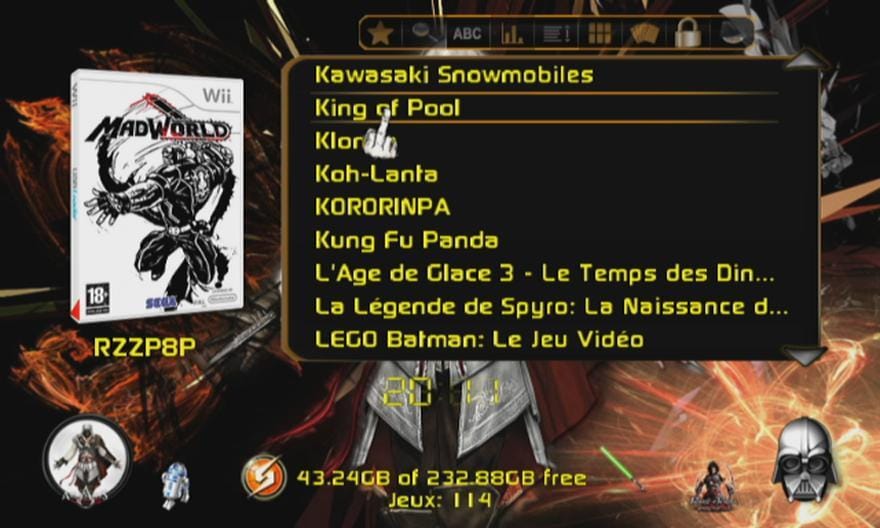 ABC
Kawasaki Snowmobiles
King of Pool
Koh-Lanta
KORORINPA
Kung Fu Panda
L'Age de Glace 3 - Le Temps des Din...
La Légende de Spyro: La Naissance d...
LEGO Batman: Le Jeu Vidéo
Wii
MADWORLD
18+
SEGA
RZZP8P
20:11
43.24GB of 232.88GB free
Jeux: 114